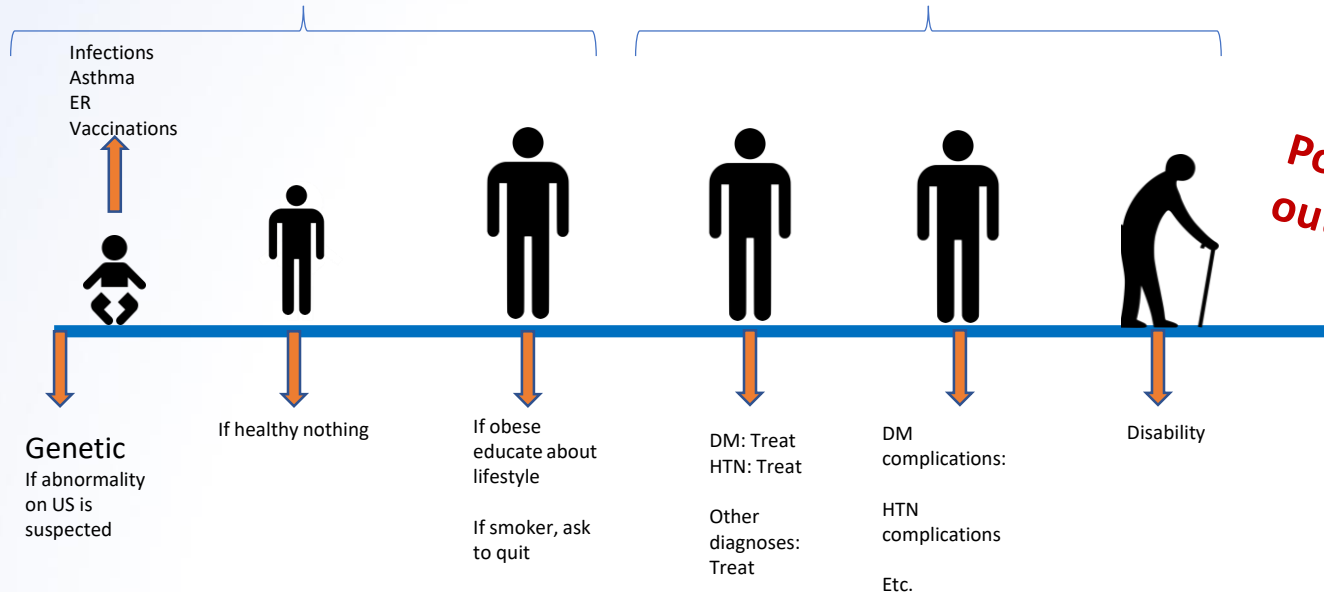 Infections
Asthma
ER
Vaccinations
Genetic
If abnormality
on US is
suspected
If healthy nothing
If obese
educate about
lifestyle
If smoker, ask
to quit
DM: Treat
HTN: Treat
Other
diagnoses:
Treat
DM
complications:
HTN
complications
Etc.
Disability